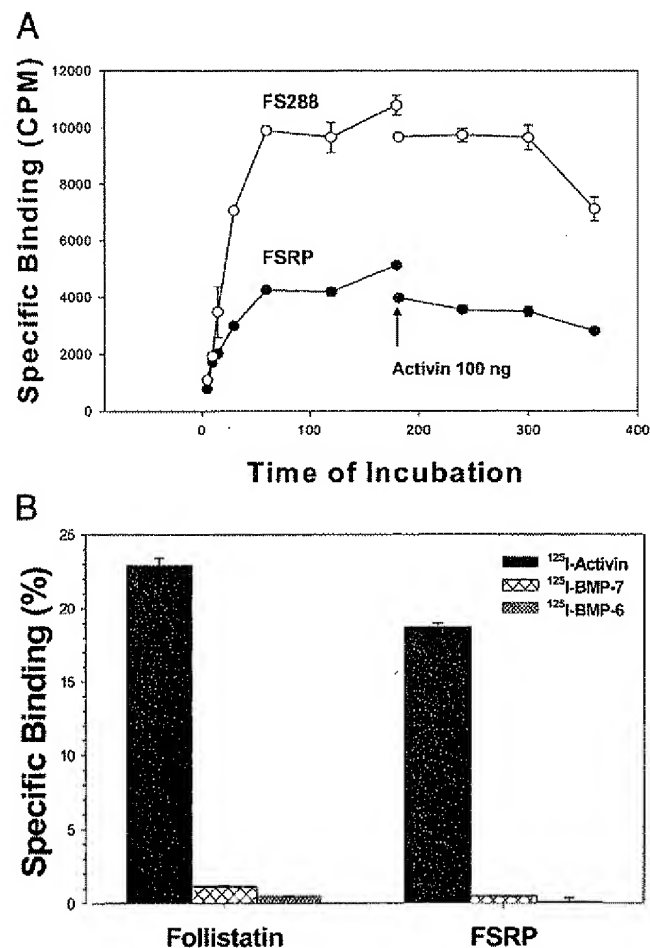 A
Specific Binding (CPM)
12000
10000
8000
6000
4000
2000
0
FS288
FSRP
Activin 100 ng
0
100
200
300
400
Time of Incubation
B
Specific Binding (%)
25
20
15
10
5
0
¹²⁵I-Activin
¹²⁵I-BMP-7
¹²⁵I-BMP-6
Follistatin
FSRP